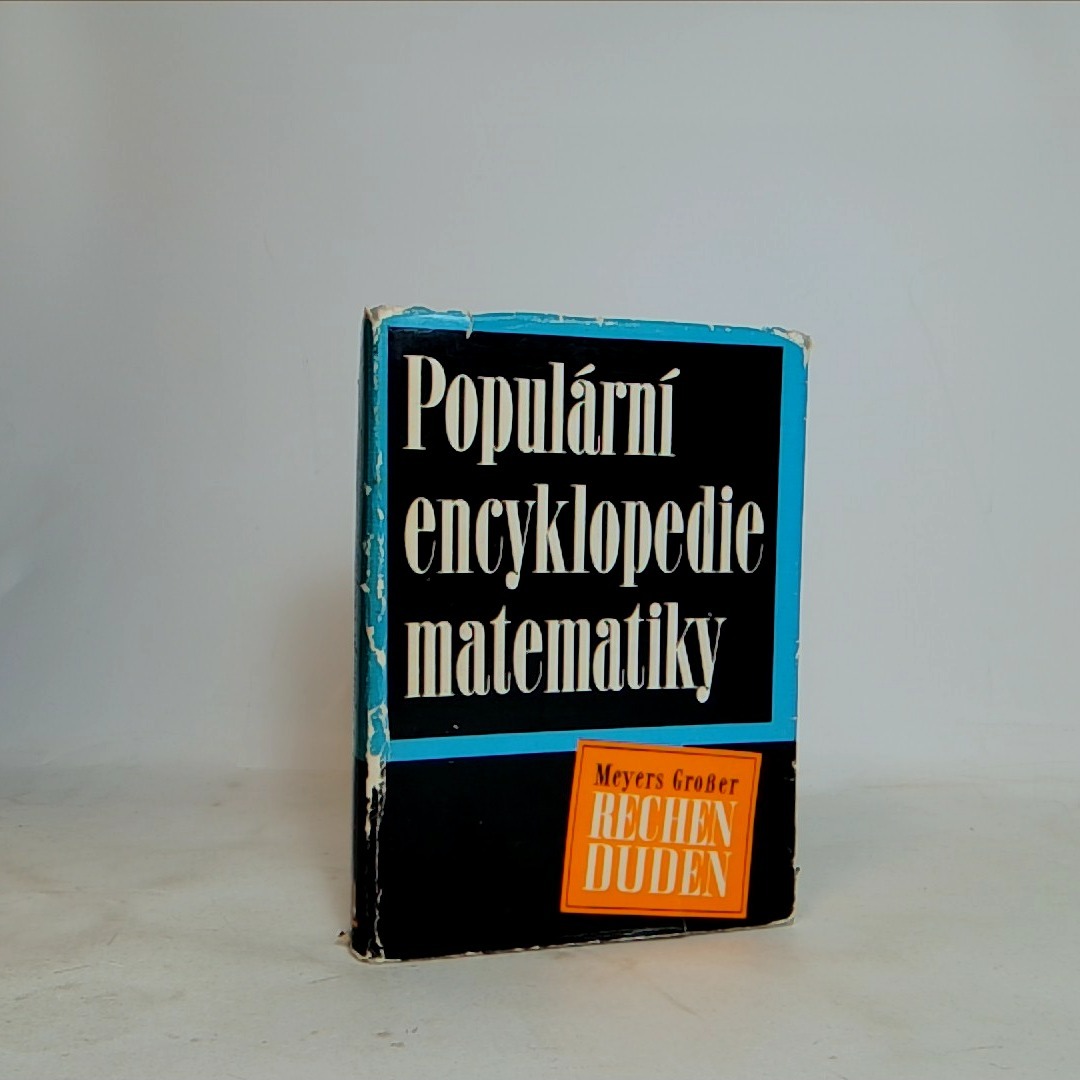 Populární
encyklopedie
matematiky
Meyers Großer
RECHEN
DUDEN